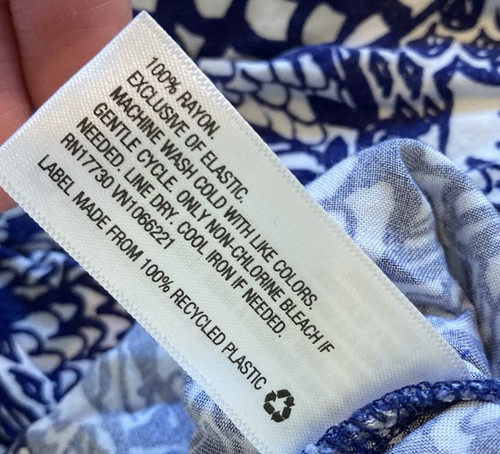 100% RAYON.
EXCLUSIVE OF ELASTIC.
MACHINE WASH COLD WITH LIKE COLORS.
GENTLE CYCLE. ONLY NON-CHLORINE BLEACH IF
NEEDED. LINE DRY. COOL IRON IF NEEDED.
RN17730 VN1066221
LABEL MADE FROM 100% RECYCLED PLASTIC